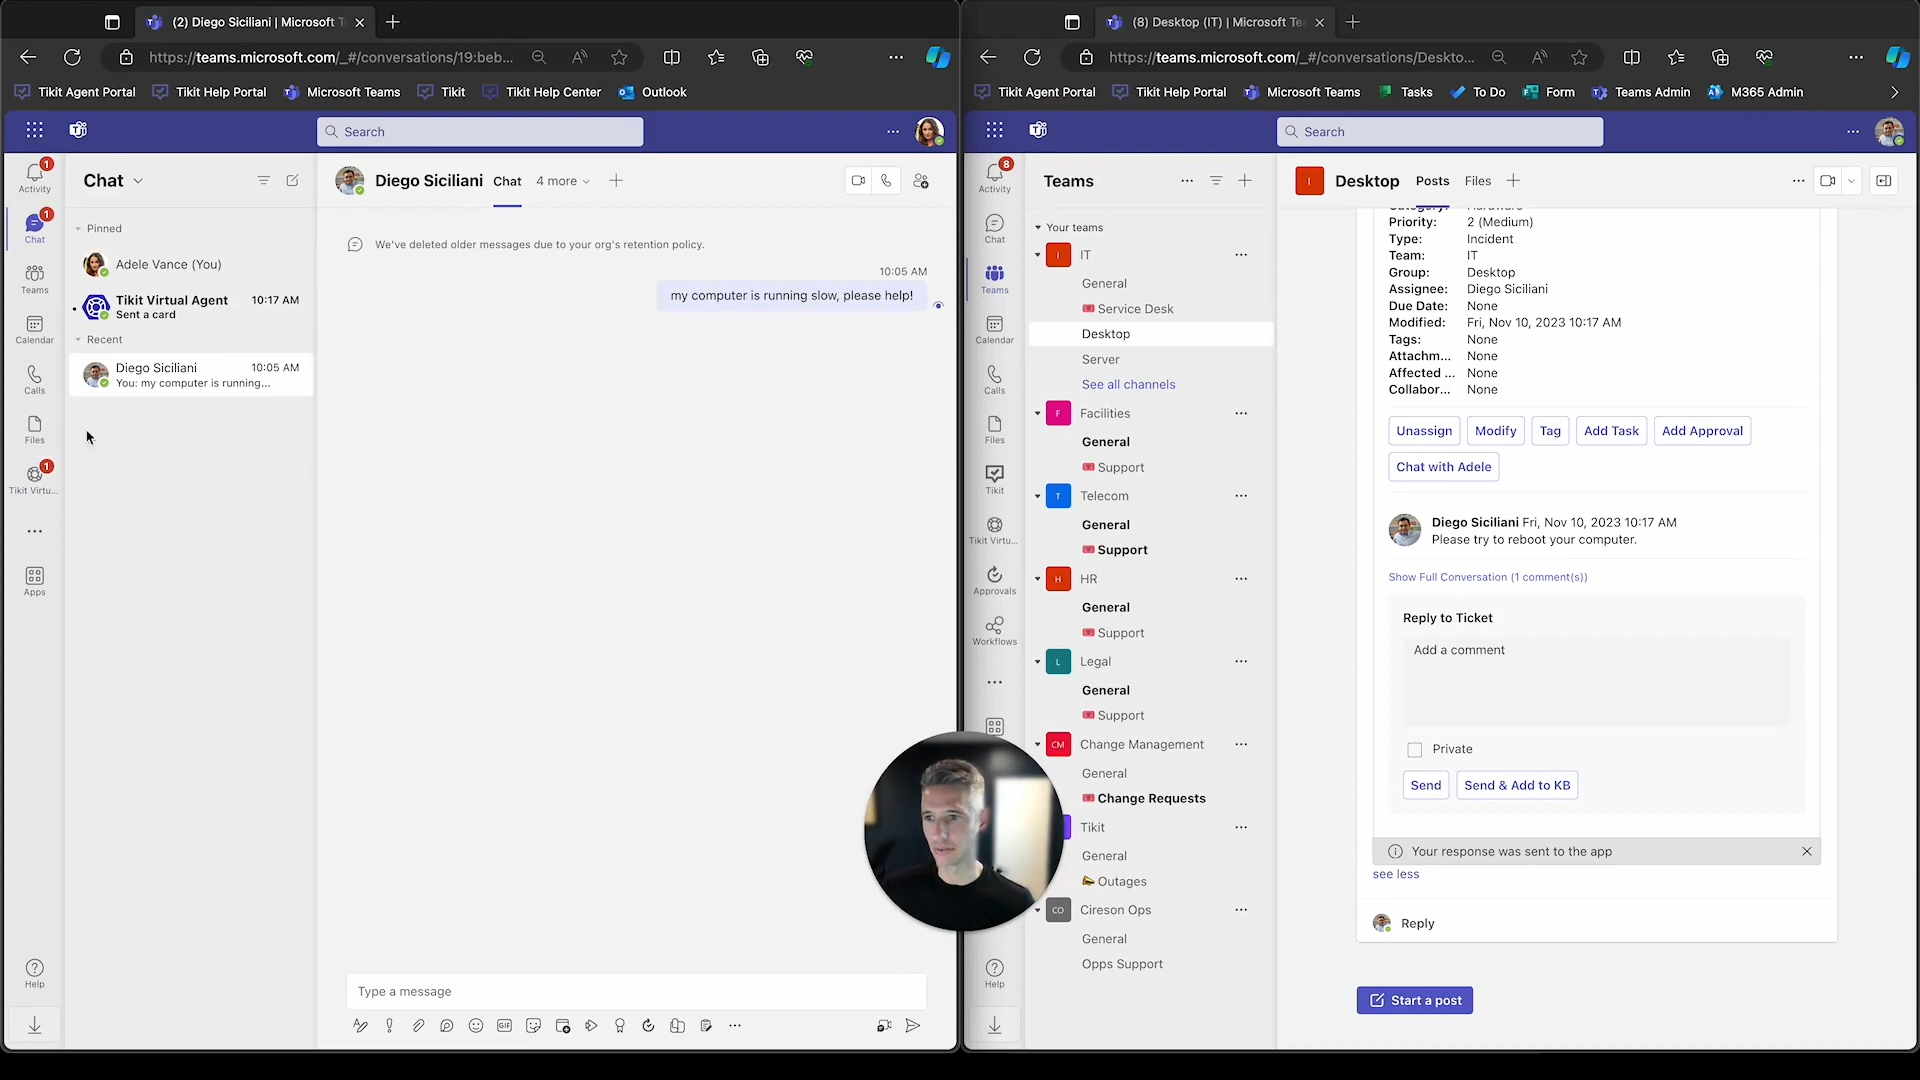 (2) Diego Siciliani | Microsoft T
https://teams.microsoft.com/_#/conversations/19:beb...
Tikit Agent Portal
Tikit Help Portal
Microsoft Teams
Tikit
Tikit Help Center
Outlook
Search
1
Activity
1
Chat
Teams
Calendar
Calls
Files
1
Tikit Virtu...
Apps
Help
Chat
Pinned
Adele Vance (You)
Tikit Virtual Agent 10:17 AM
Sent a card
Recent
Diego Siciliani 10:05 AM
You: my computer is running...
Diego Siciliani Chat 4 more
We've deleted older messages due to your org's retention policy.
10:05 AM
my computer is running slow, please help!
Type a message
GIF
(8) Desktop (IT) | Microsoft Tea
https://teams.microsoft.com/_#/conversations/Deskto...
Tikit Agent Portal
Tikit Help Portal
Microsoft Teams
Tasks
To Do
Form
Teams Admin
M365 Admin
Search
8
Activity
Chat
Teams
Calendar
Calls
Files
Tikit
Tikit Virtu...
Approvals
Workflows
Help
Teams
Your teams
I IT
General
Service Desk
Desktop
Server
See all channels
F Facilities
General
Support
T Telecom
General
Support
H HR
General
Support
L Legal
General
Support
CM Change Management
General
Change Requests
Tikit
General
Outages
CO Cireson Ops
General
Opps Support
I Desktop Posts Files
Category: Hardware
Priority: 2 (Medium)
Type: Incident
Team: IT
Group: Desktop
Assignee: Diego Siciliani
Due Date: None
Modified: Fri, Nov 10, 2023 10:17 AM
Tags: None
Attachm... None
Affected ... None
Collabor... None
Unassign
Modify
Tag
Add Task
Add Approval
Chat with Adele
Diego Siciliani Fri, Nov 10, 2023 10:17 AM
Please try to reboot your computer.
Show Full Conversation (1 comment(s))
Reply to Ticket
Add a comment
Private
Send
Send & Add to KB
Your response was sent to the app
see less
Reply
Start a post